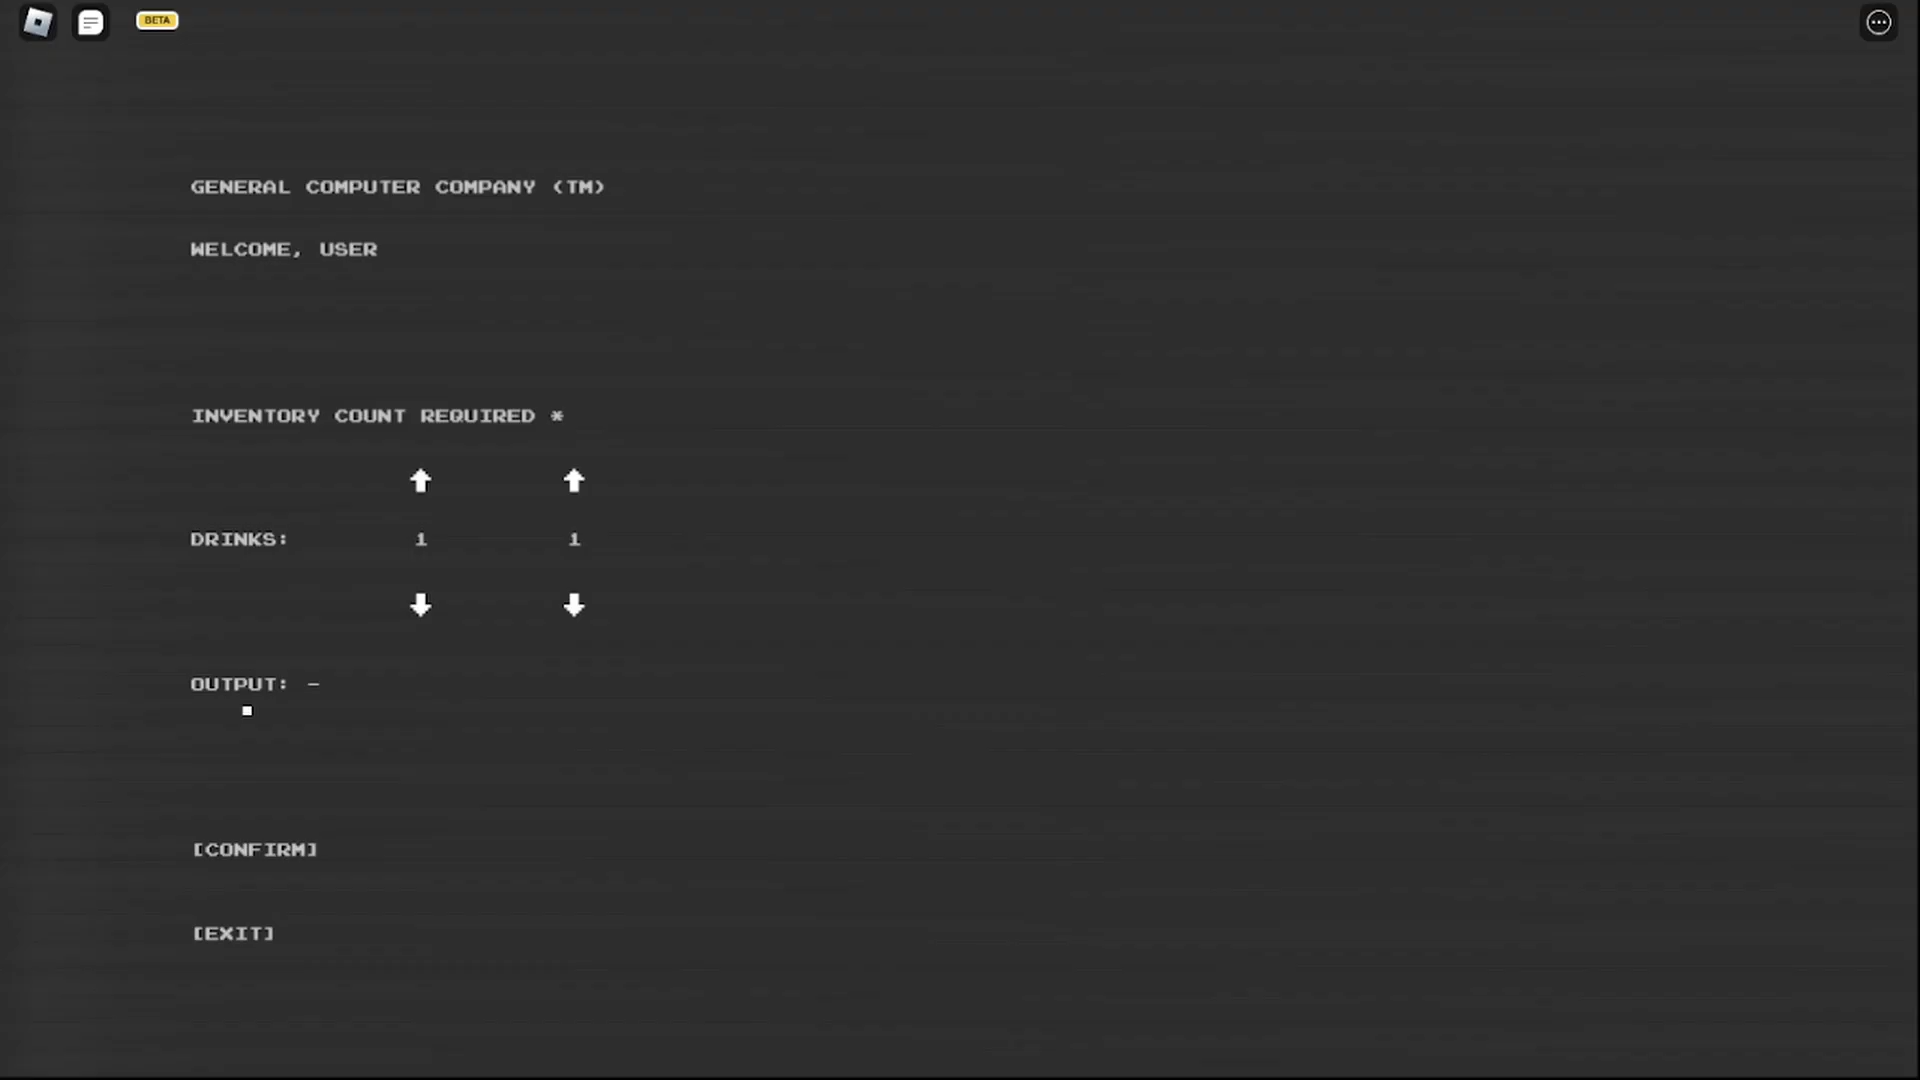 BETA
GENERAL COMPUTER COMPANY (TM)
WELCOME, USER
INVENTORY COUNT REQUIRED *
DRINKS: 1 1
OUTPUT: -
[CONFIRM]
[EXIT]